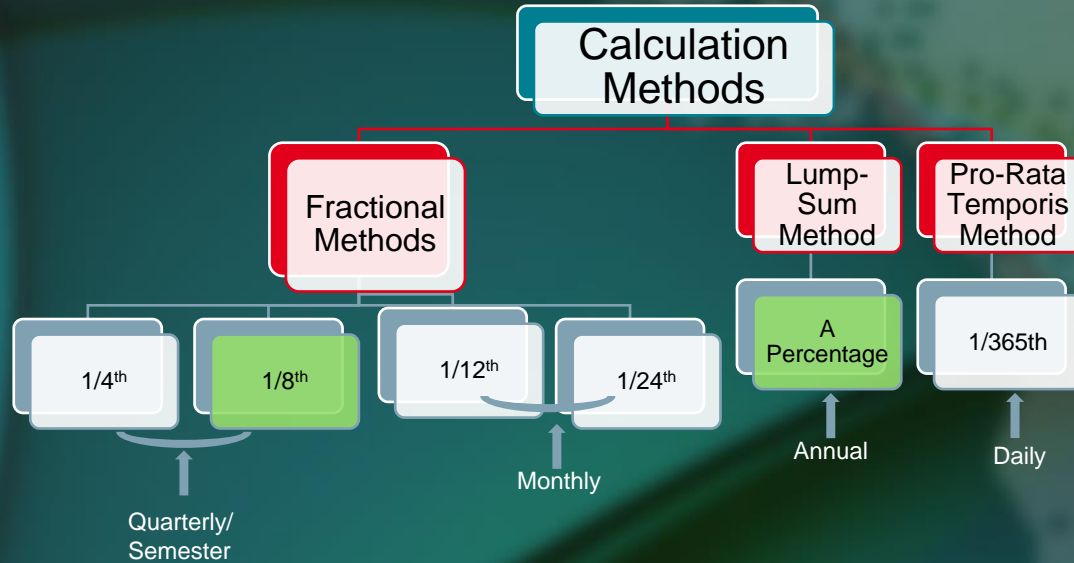 Calculation
Methods
Fractional
Methods
Lump-
Sum
Method
Pro-Rata
Temporis
Method
1/4th
1/8th
1/12th
1/24th
A
Percentage
1/365th
Quarterly/
Semester
Monthly
Annual
Daily